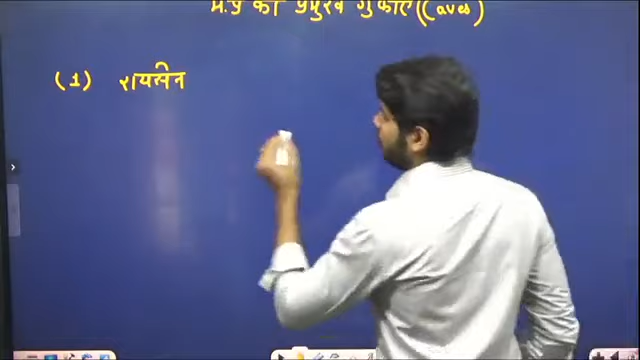 म.प्र की प्रमुख गुफाएँ (Caves)
(1) रायसेन